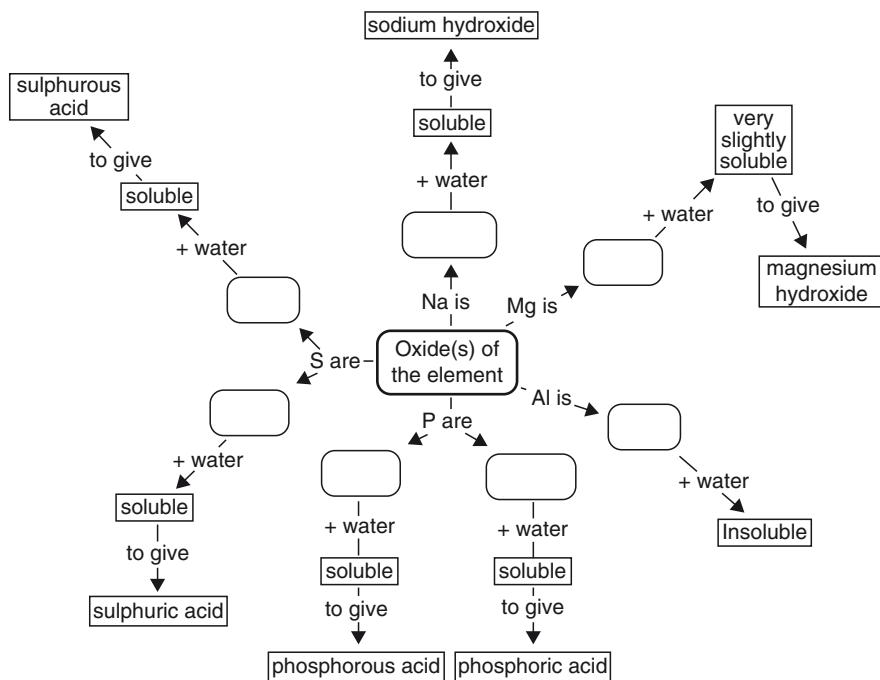 sodium hydroxide
to give
soluble
+ water
Na is
sulphurous
acid
to give
soluble
+ water
S are
very
slightly
soluble
+ water
to give
magnesium
hydroxide
Mg is
Oxide(s) of
the element
Al is
+ water
Insoluble
P are
+ water
soluble
to give
sulphuric acid
+ water
soluble
to give
phosphorous acid
+ water
soluble
to give
phosphoric acid